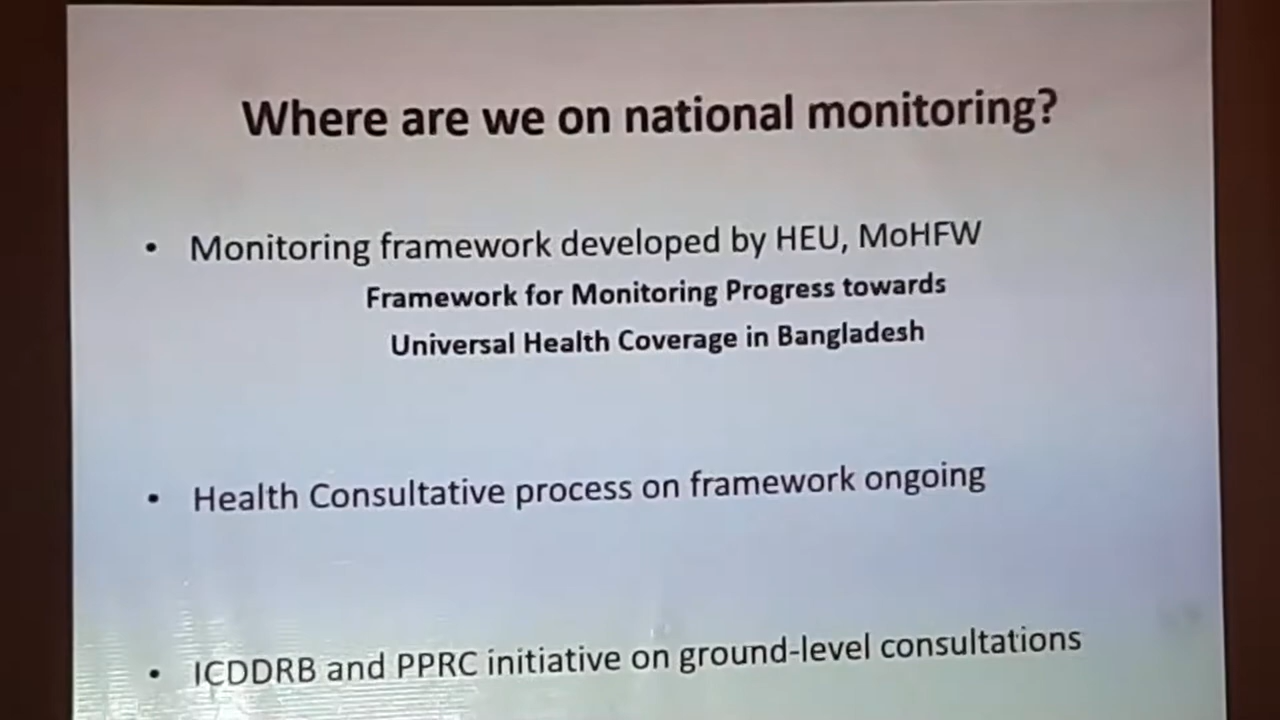 Where are we on national monitoring?
• Monitoring framework developed by HEU, MoHFW
Framework for Monitoring Progress towards
Universal Health Coverage in Bangladesh
• Health Consultative process on framework ongoing
• ICDDRB and PPRC initiative on ground-level consultations